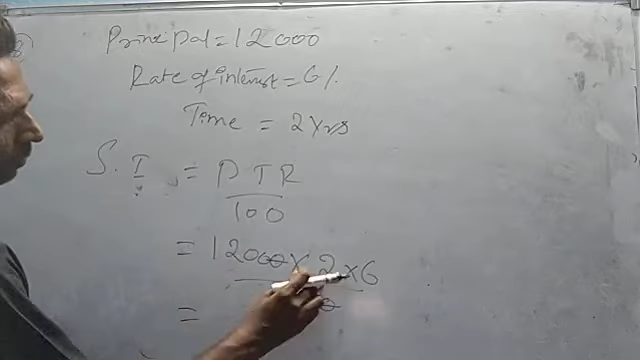 Principal = 12000
Rate of interest = 6%
Time = 2 Yrs
S. I = P T R
100
= 12000 x 2 x 6
=